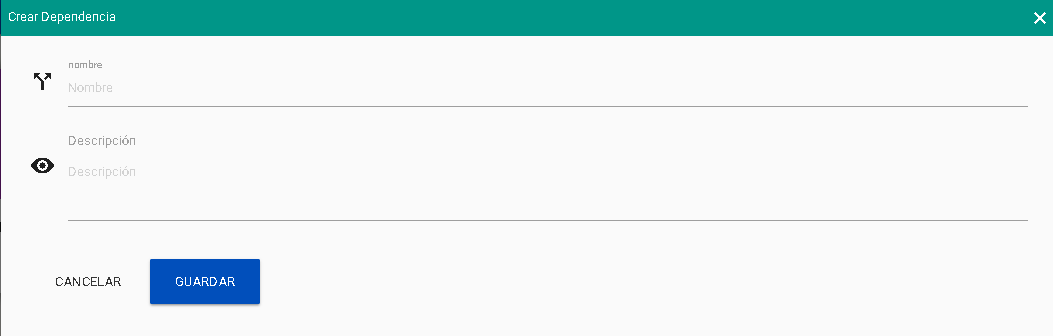 Crear Dependencia
nombre
Nombre
Descripción
Descripción
CANCELAR GUARDAR